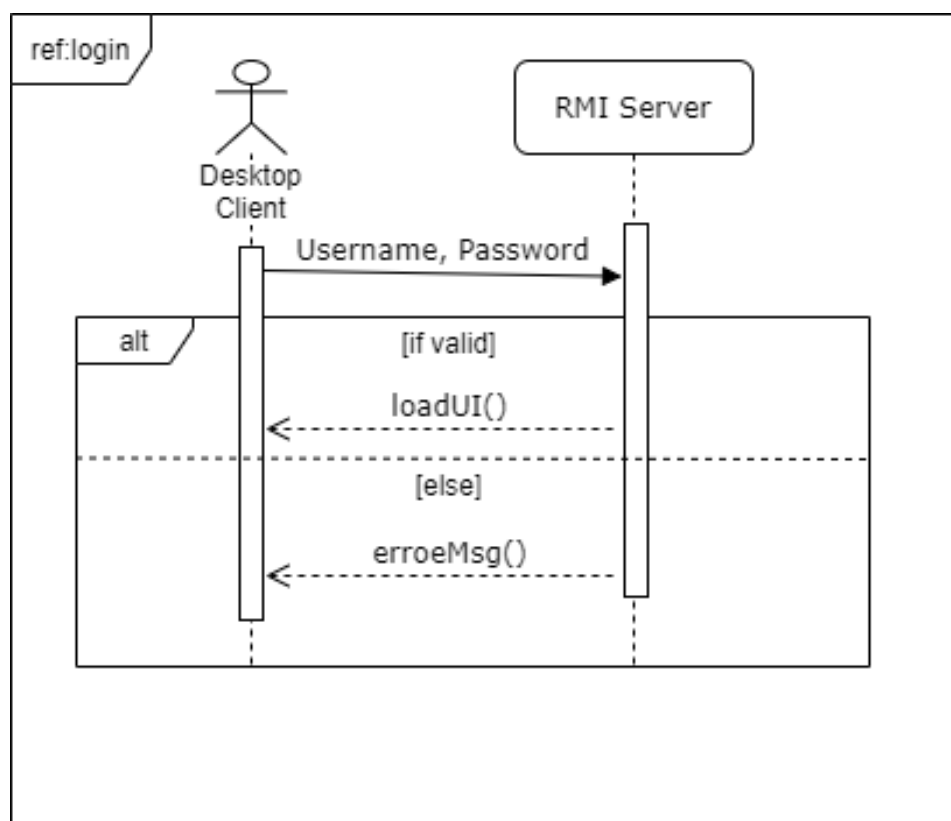 ref:login
RMI Server
Desktop
Client
Username, Password
alt
[if valid]
loadUI()
[else]
erroeMsg()